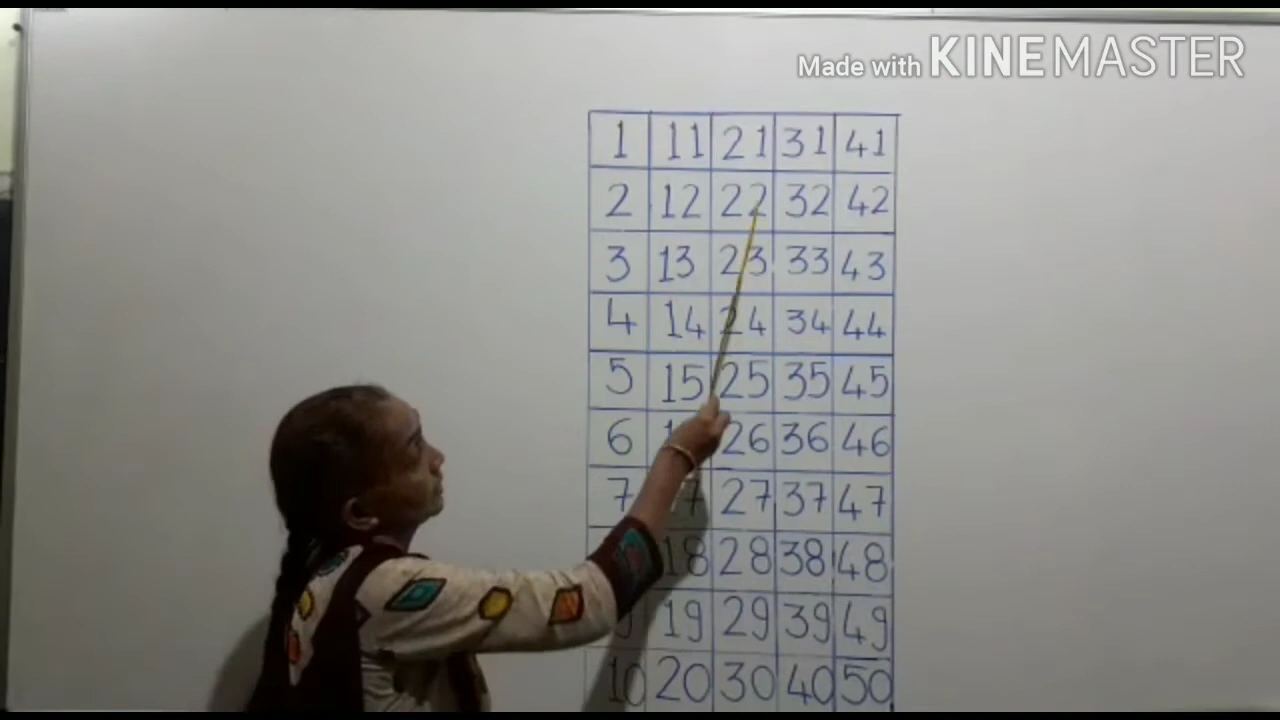 Made with KINEMASTER
1 11 21 31 41
2 12 22 32 42
3 13 23 33 43
4 14 24 34 44
5 15 25 35 45
6 26 36 46
7 27 37 47
18 28 38 48
19 29 39 49
10 20 30 40 50